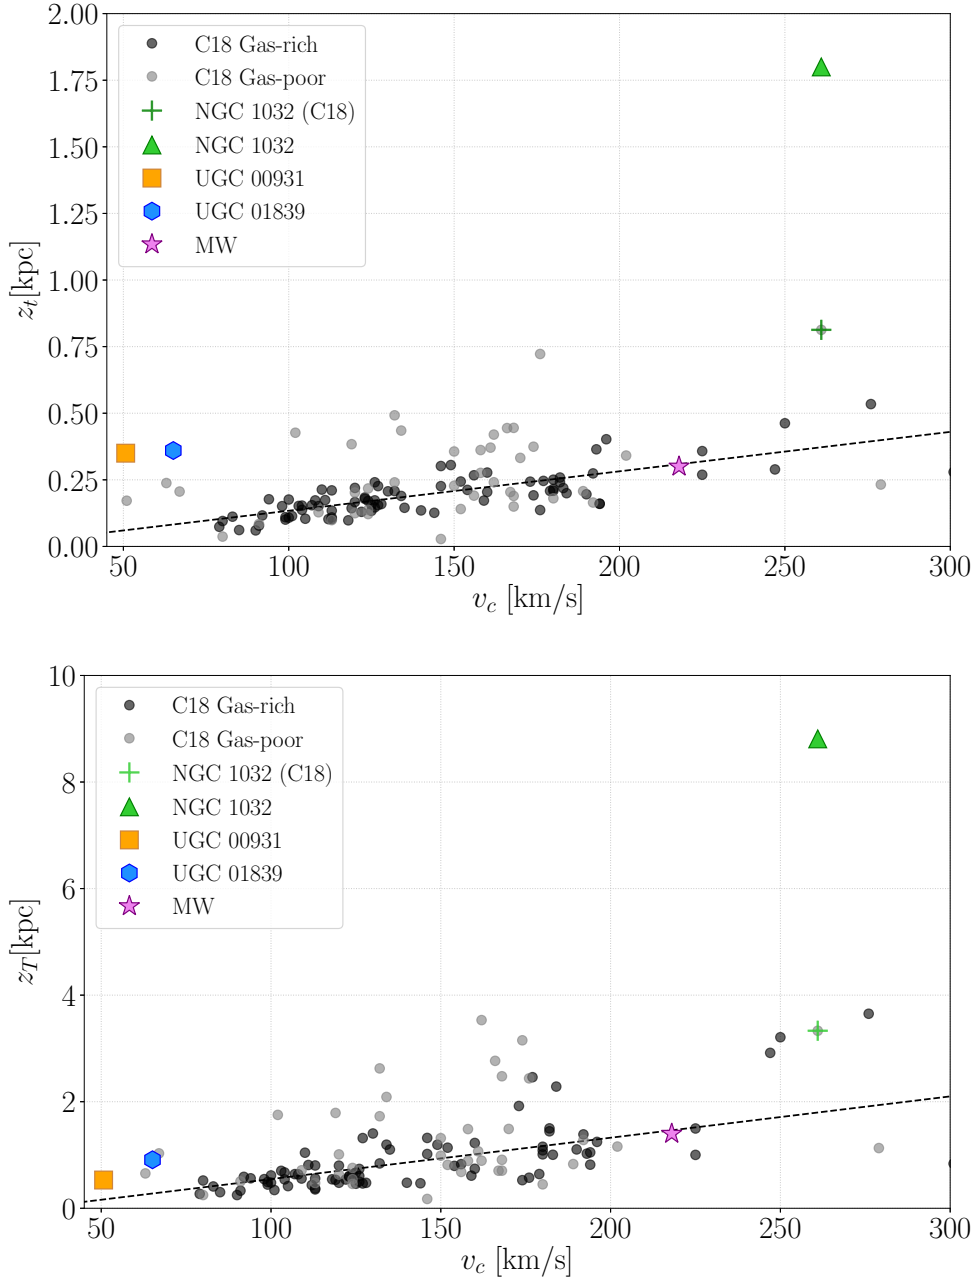 2.00
1.75
1.50
1.25
1.00
0.75
0.50
0.25
0.00
z_t[kpc]
C18 Gas-rich
C18 Gas-poor
NGC 1032 (C18)
NGC 1032
UGC 00931
UGC 01839
MW
50 100 150 200 250 300
v_c [km/s]
10
8
6
4
2
0
z_T[kpc]
C18 Gas-rich
C18 Gas-poor
NGC 1032 (C18)
NGC 1032
UGC 00931
UGC 01839
MW
50 100 150 200 250 300
v_c [km/s]